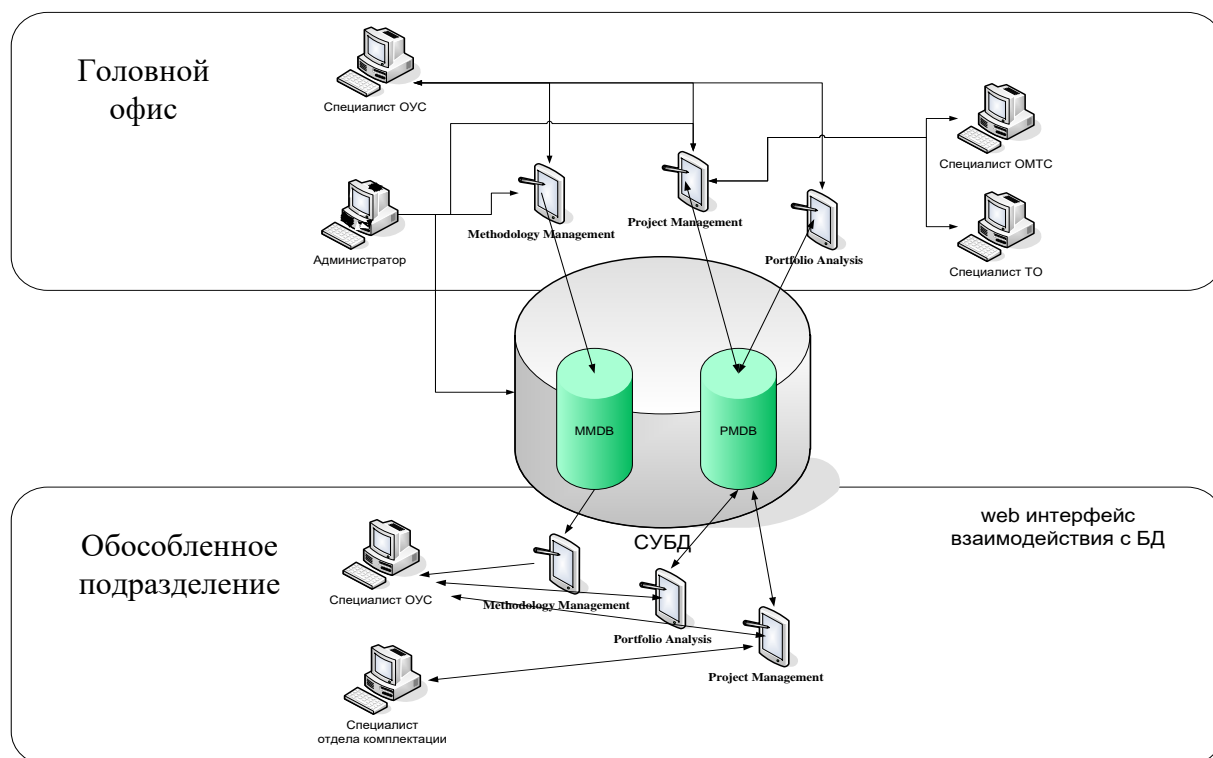 Головной
офис
Специалист ОУС
Специалист ОМТС
Администратор
Methodology Management
Project Management
Portfolio Analysis
Специалист ТО
MMDB
PMDB
СУБД
Обособленное
подразделение
web интерфейс
взаимодействия с БД
Специалист ОУС
Methodology Management
Portfolio Analysis
Project Management
Специалист
отдела комплектации